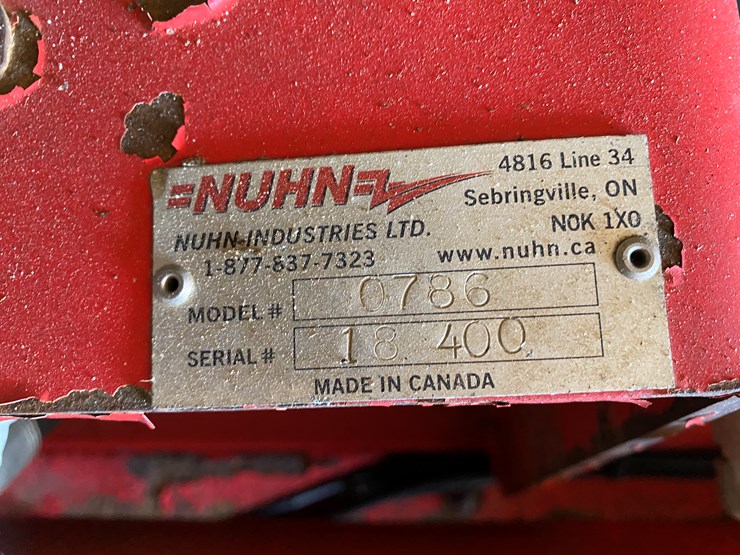 NUHN
4816 Line 34
Sebringville, ON
N0K 1X0
NUHN INDUSTRIES LTD.
1-877-837-7323
www.nuhn.ca
MODEL # 0786
SERIAL # 18 400
MADE IN CANADA